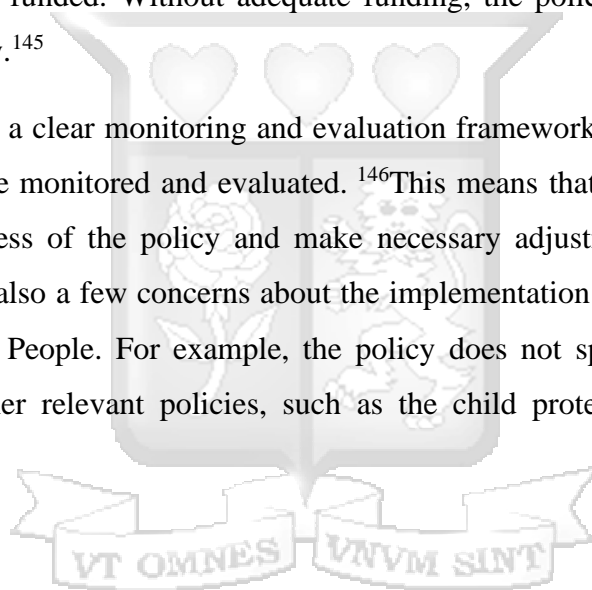 funded. Without adequate funding, the polic
.145
a clear monitoring and evaluation framework
e monitored and evaluated. 146This means that
ess of the policy and make necessary adjust
also a few concerns about the implementation
People. For example, the policy does not sp
er relevant policies, such as the child prote
VT OMNES VNVM SINT